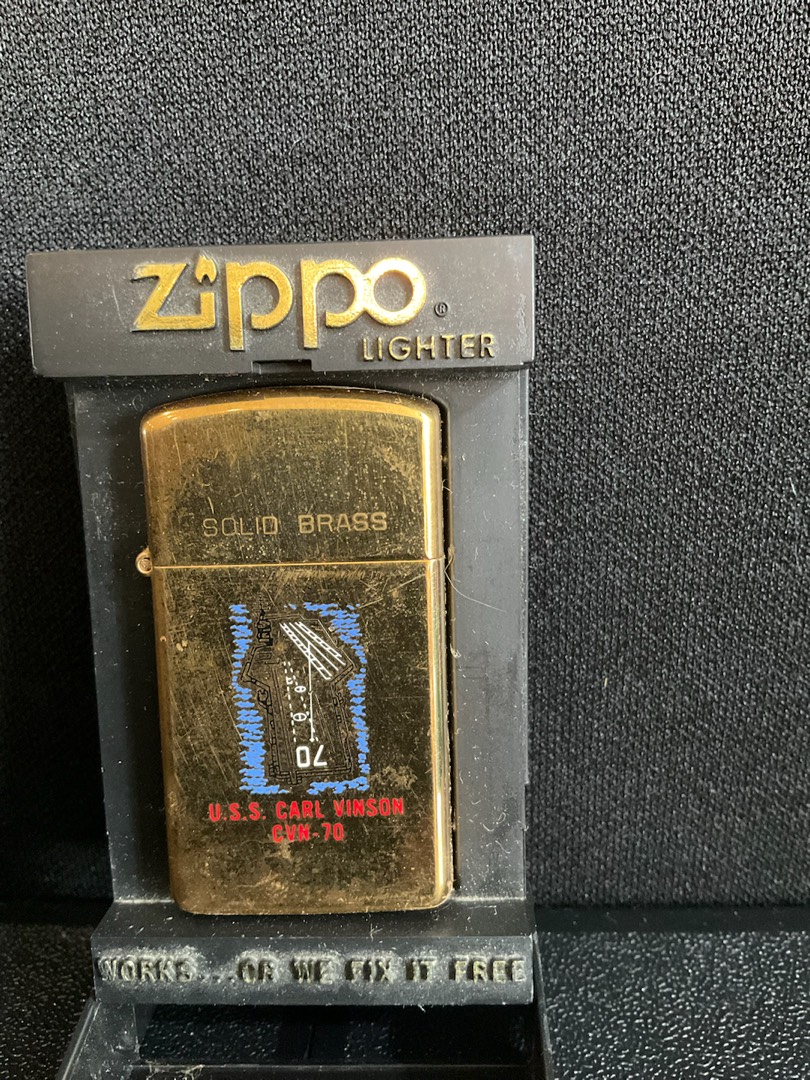 Zippo®
LIGHTER
SOLID BRASS
70
U.S.S. CARL VINSON
CVN-70
WORKS...OR WE FIX IT FREE